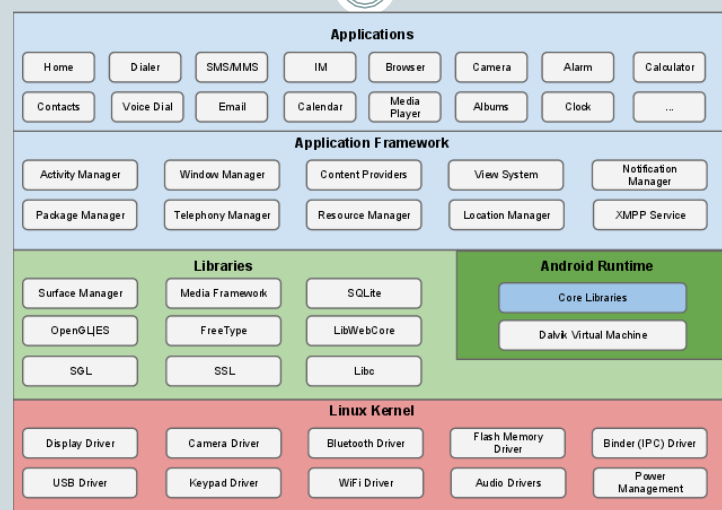 Applications
Home
Dialer
SMS/MMS
IM
Browser
Camera
Alarm
Calculator
Contacts
Voice Dial
Email
Calendar
Media
Player
Albums
Clock
...
Application Framework
Activity Manager
Window Manager
Content Providers
View System
Notification
Manager
Package Manager
Telephony Manager
Resource Manager
Location Manager
XMPP Service
Libraries
Surface Manager
Media Framework
SQLite
OpenGL|ES
FreeType
LibWebCore
SGL
SSL
Libc
Android Runtime
Core Libraries
Dalvik Virtual Machine
Linux Kernel
Display Driver
Camera Driver
Bluetooth Driver
Flash Memory
Driver
Binder (IPC) Driver
USB Driver
Keypad Driver
WiFi Driver
Audio Drivers
Power
Management